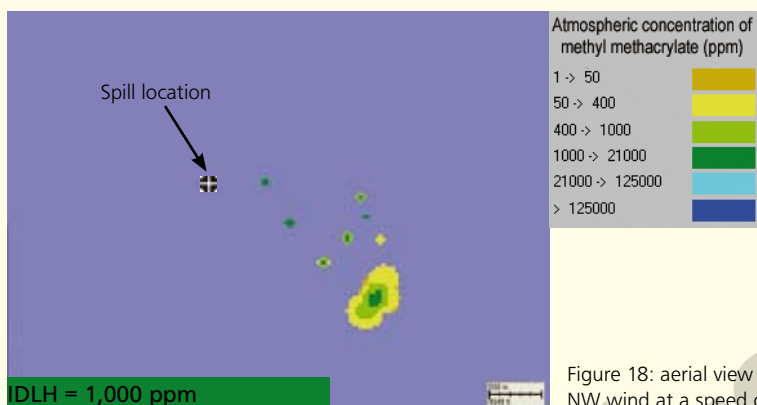 Spill location
Atmospheric concentration of
methyl methacrylate (ppm)
1 -> 50
50 -> 400
400 -> 1000
1000 -> 21000
21000 -> 125000
> 125000
IDLH = 1,000 ppm
Figure 18: aerial view
NW wind at a speed